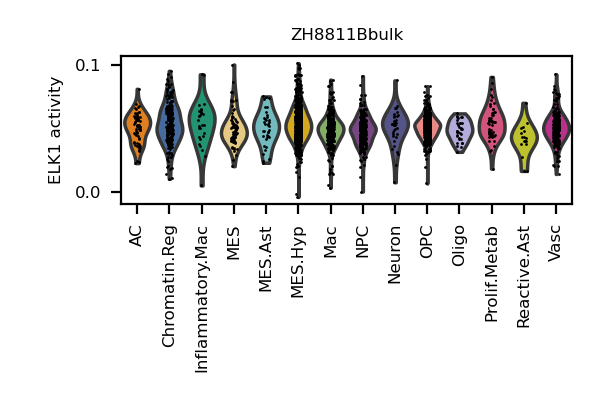 ZH8811Bbulk
ELK1 activity
0.1
0.0
AC
Chromatin.Reg
Inflammatory.Mac
MES
MES.Ast
MES.Hyp
Mac
NPC
Neuron
OPC
Oligo
Prolif.Metab
Reactive.Ast
Vasc